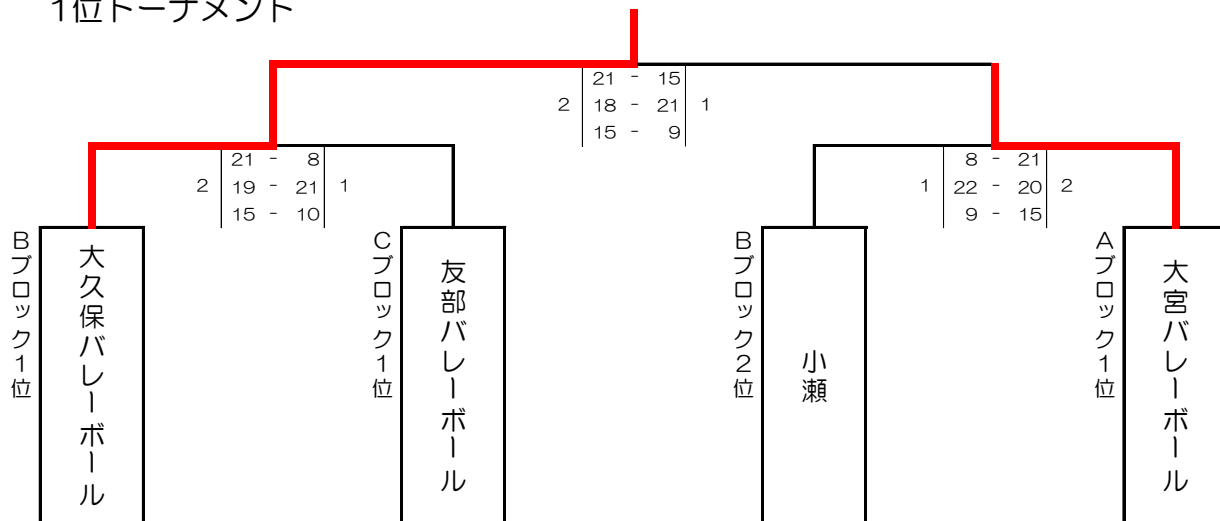 1位トーナメント
21 - 15
2 18 - 21 1
15 - 9
21 - 8
2 19 - 21 1
15 - 10
8 - 21
1 22 - 20 2
9 - 15
Bブロック1位
大久保バレーボール
Cブロック1位
友部バレーボール
Bブロック2位
小瀬
Aブロック1位
大宮バレーボール